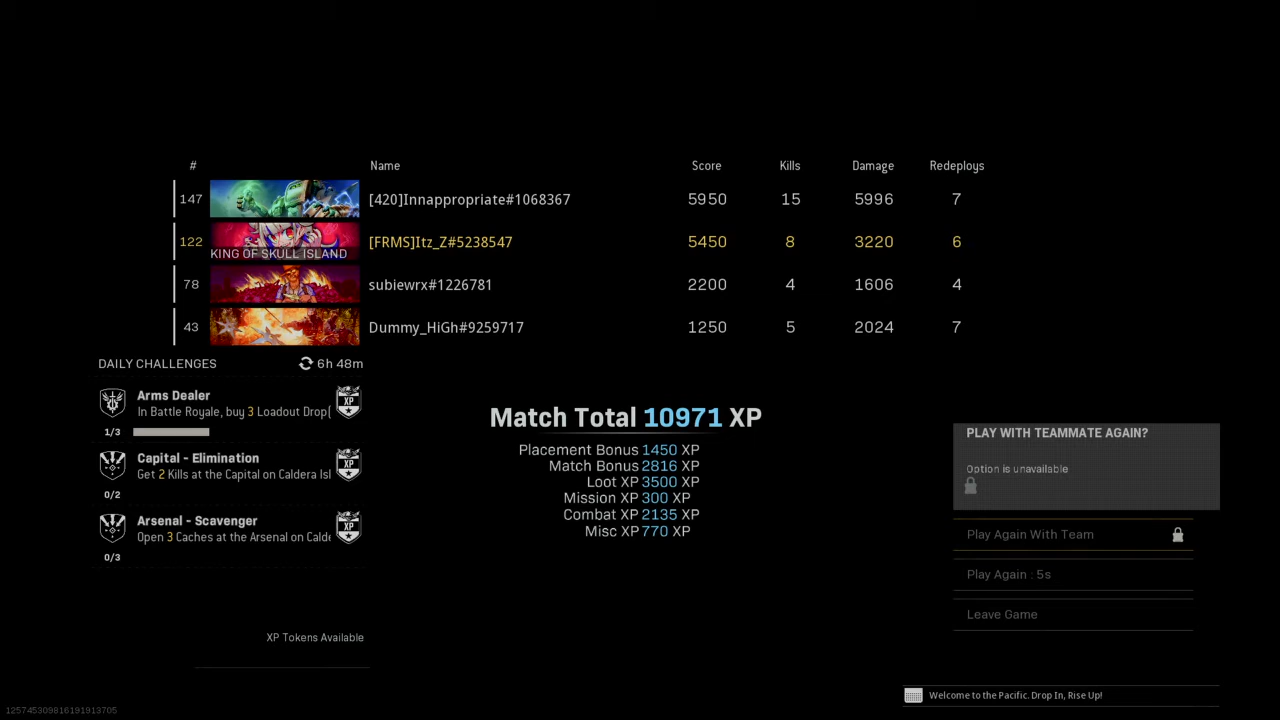 # Name Score Kills Damage Redeploys
147 [420]Innappropriate#1068367 5950 15 5996 7
122 KING OF SKULL ISLAND [FRMS]Itz_Z#5238547 5450 8 3220 6
78 subiewrx#1226781 2200 4 1606 4
43 Dummy_HiGh#9259717 1250 5 2024 7
DAILY CHALLENGES 6h 48m
Arms Dealer
In Battle Royale, buy 3 Loadout Drop(
XP
1/3
Capital - Elimination
Get 2 Kills at the Capital on Caldera Isl
XP
0/2
Arsenal - Scavenger
Open 3 Caches at the Arsenal on Calde
XP
0/3
XP Tokens Available
Match Total 10971 XP
Placement Bonus 1450 XP
Match Bonus 2816 XP
Loot XP 3500 XP
Mission XP 300 XP
Combat XP 2135 XP
Misc XP 770 XP
PLAY WITH TEAMMATE AGAIN?
Option is unavailable
Play Again With Team
Play Again : 5s
Leave Game
Welcome to the Pacific. Drop In, Rise Up!
125745309816191913705